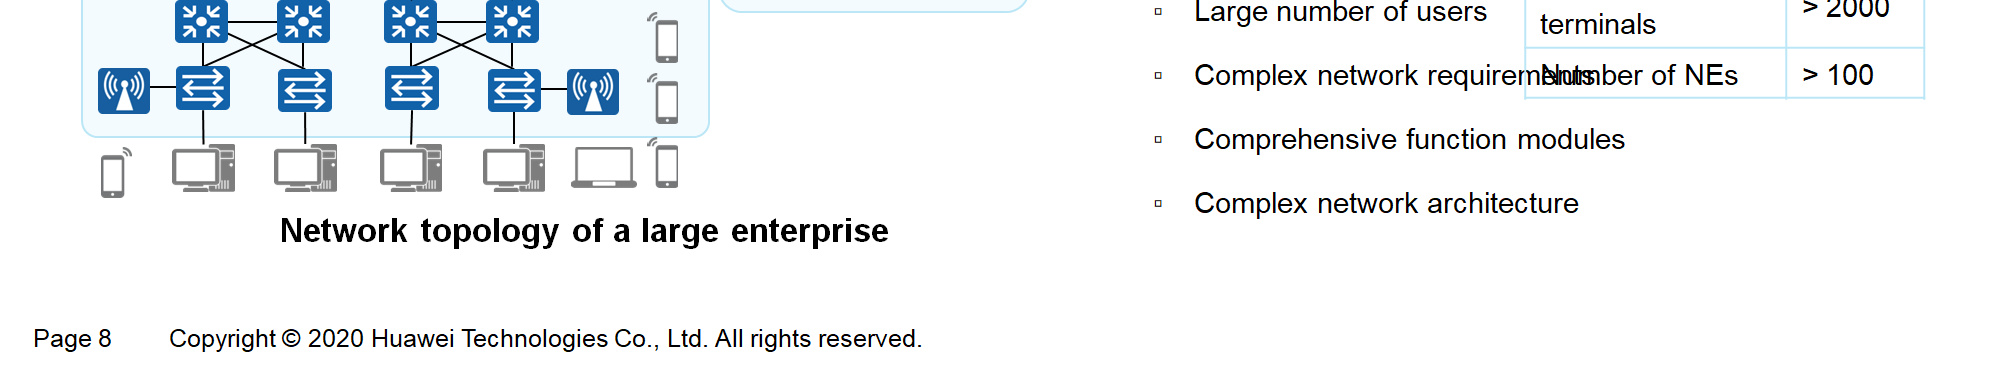 Large number of users
terminals
> 2000
Complex network requirements
Number of NEs
> 100
Comprehensive function modules
Complex network architecture
Network topology of a large enterprise
Page 8
Copyright © 2020 Huawei Technologies Co., Ltd. All rights reserved.